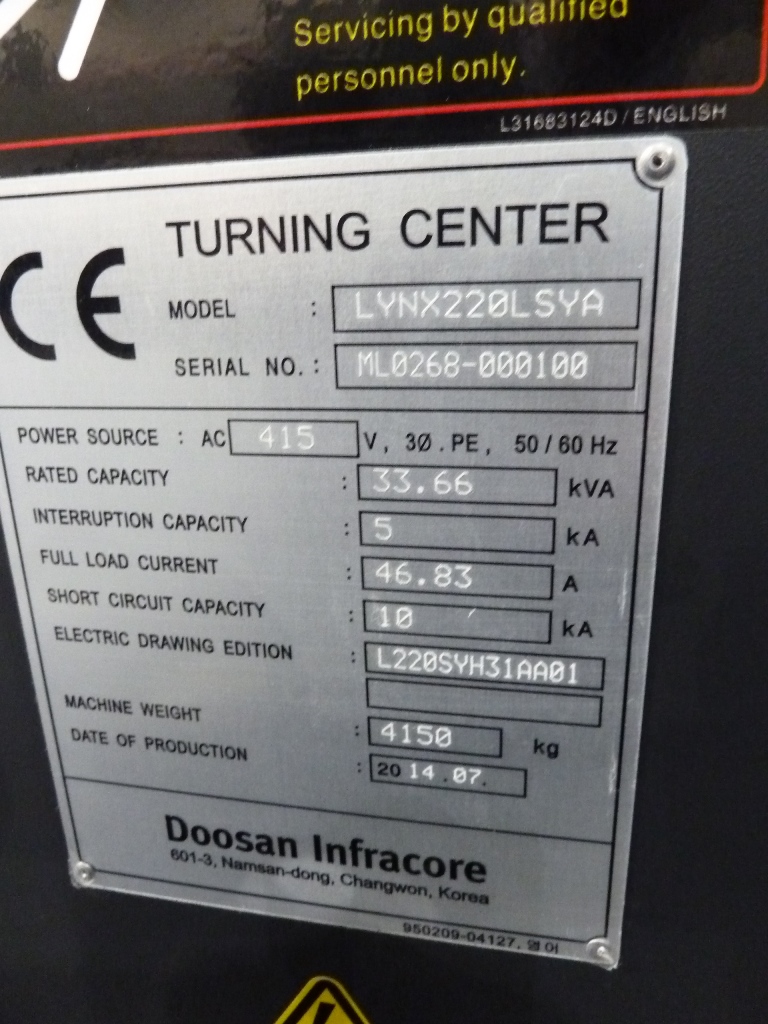 Servicing by qualified
personnel only.
L31683124D / ENGLISH
CE
TURNING CENTER
MODEL : LYNX220LSYA
SERIAL NO. : ML0268-000100
POWER SOURCE : AC 415 V, 3Ø.PE, 50/60 Hz
RATED CAPACITY : 33.66 kVA
INTERRUPTION CAPACITY : 5 kA
FULL LOAD CURRENT : 46.83 A
SHORT CIRCUIT CAPACITY : 10 kA
ELECTRIC DRAWING EDITION : L220SYH31AA01
MACHINE WEIGHT : 4150 kg
DATE OF PRODUCTION : 2014.07.
Doosan Infracore
601-3, Namsan-dong, Changwon, Korea
950209-04127, 영어